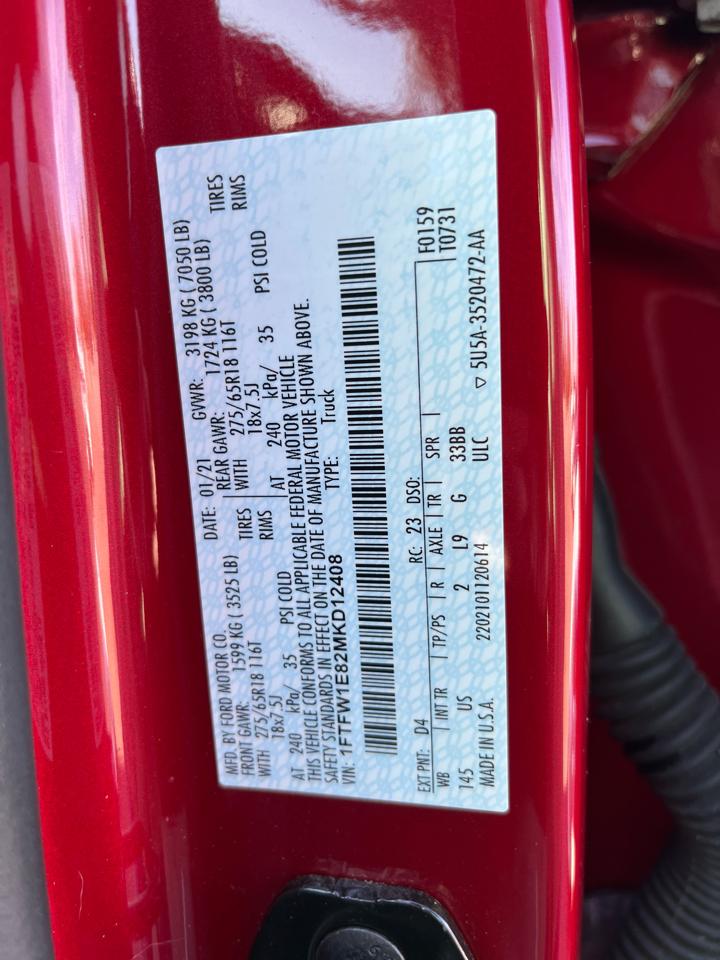 MFD. BY FORD MOTOR CO.
DATE: 01/21 GVWR: 3198 KG ( 7050 LB)
FRONT GAWR: 1599 KG ( 3525 LB) REAR GAWR: 1724 KG ( 3800 LB)
WITH 275/65R18 116T TIRES WITH 275/65R18 116T TIRES
18x7.5J RIMS 18x7.5J RIMS
AT 240 kPa/ 35 PSI COLD AT 240 kPa/ 35 PSI COLD
THIS VEHICLE CONFORMS TO ALL APPLICABLE FEDERAL MOTOR VEHICLE
SAFETY STANDARDS IN EFFECT ON THE DATE OF MANUFACTURE SHOWN ABOVE.
VIN: 1FTFW1E82MKD12408 TYPE: Truck
F0159
EXT PNT: D4 RC: 23 DSO: T0731
WB INT TR TP/PS R AXLE TR SPR
145 US 2 L9 G 33BB
MADE IN U.S.A. 2202101120614 ULC ▽ 5U5A-3520472-AA